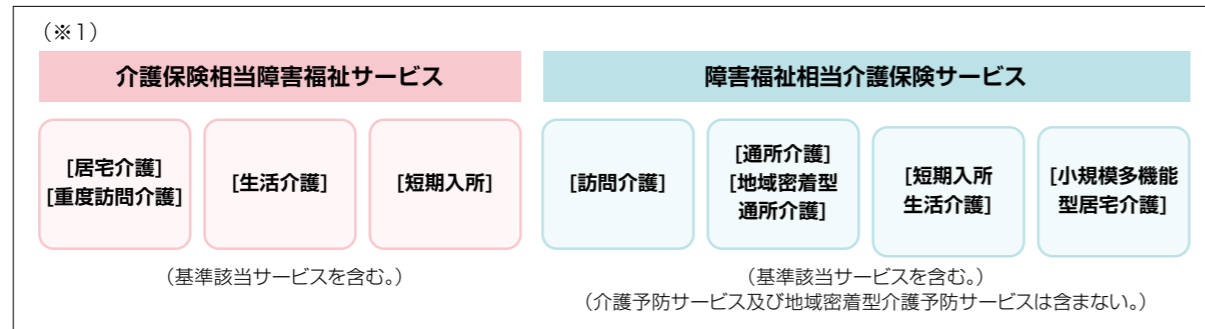 (※1)
介護保険相当障害福祉サービス
[居宅介護]
[重度訪問介護]
[生活介護]
[短期入所]
(基準該当サービスを含む。)
障害福祉相当介護保険サービス
[訪問介護]
[通所介護]
[地域密着型
通所介護]
[短期入所
生活介護]
[小規模多機能
型居宅介護]
(基準該当サービスを含む。)
(介護予防サービス及び地域密着型介護予防サービスは含まない。)